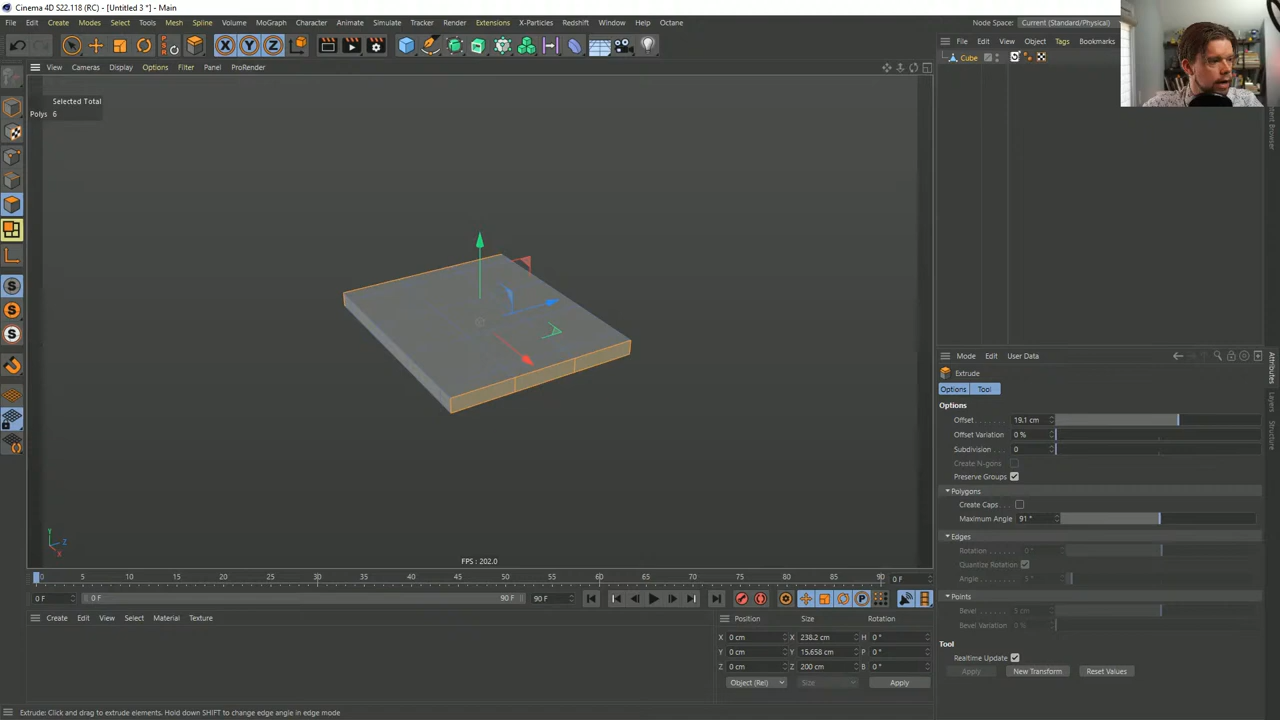 Cinema 4D S22.118 (RC) - [Untitled 3 *] - Main
File Edit Create Modes Select Tools Mesh Spline Volume MoGraph Character Animate Simulate Tracker Render Extensions X-Particles Redshift Window Help Octane
Node Space: Current (Standard/Physical)
X Y Z
File Edit View Object Tags Bookmarks
View Cameras Display Options Filter Panel ProRender
Cube
Selected Total
Polys 6
Mode Edit User Data
Extrude
Options Tool
Options
Offset 19.1 cm
Offset Variation 0 %
Subdivision 0
Create N-gons
Preserve Groups
Polygons
Create Caps
Maximum Angle 91 °
Edges
Rotation 0 °
Quantize Rotation
Angle 5 °
Points
Bevel 5 cm
Bevel Variation 0 %
Tool
Realtime Update
Apply New Transform Reset Values
Attributes
Layers
Structure
Y
Z
X
FPS : 202.0
0 5 10 15 20 25 30 35 40 45 50 55 60 65 70 75 80 85 90 0 F
0 F 0 F 90 F 90 F
Create Edit View Select Material Texture
Position Size Rotation
X 0 cm X 238.2 cm H 0 °
Y 0 cm Y 15.658 cm P 0 °
Z 0 cm Z 200 cm B 0 °
Object (Rel) Size Apply
Extrude: Click and drag to extrude elements. Hold down SHIFT to change edge angle in edge mode